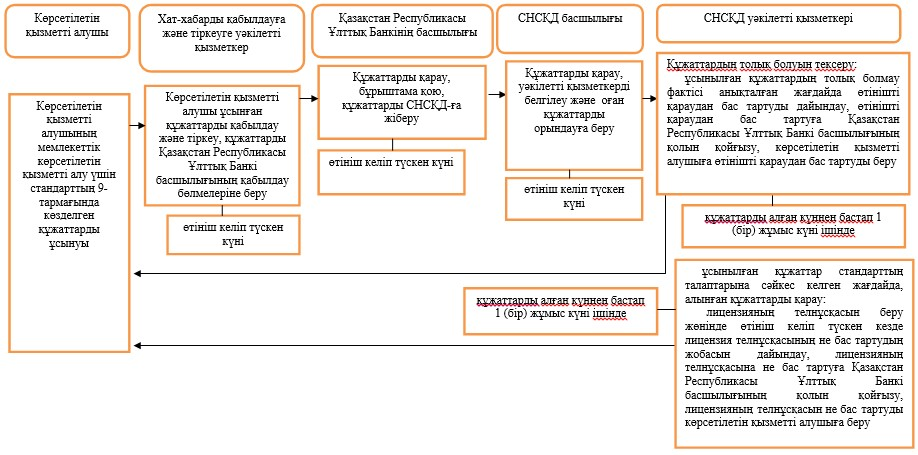 Көрсетілетін
қызметті алушы
Хат-хабарды қабылдауға
және тіркеуге уәкілетті
қызметкер
Қазақстан Республикасы
Ұлттық Банкінің басшылығы
СНСҚД басшылығы
СНСҚД уәкілетті қызметкері
Көрсетілетін
қызметті
алушының
мемлекеттік
көрсетілетін
қызметті алу үшін
стандарттың 9-
тармағында
көзделген
құжаттарды
ұсынуы
Көрсетілетін қызметті
алушы ұсынған
құжаттарды қабылдау
және тіркеу, құжаттарды
Қазақстан Республикасы
Ұлттық Банкі
басшылығының қабылдау
бөлмелеріне беру
өтініш келіп түскен
күні
Құжаттарды қарау,
бұрыштама қою,
құжаттарды СНСҚД-ға
жіберу
өтініш келіп түскен күні
Құжаттарды қарау,
уәкілетті қызметкерді
белгілеу және оған
құжаттарды
орындауға беру
өтініш келіп түскен
күні
Құжаттардың толық болуын тексеру:
ұсынылған құжаттардың толық болмау
фактісі анықталған жағдайда өтінішті
қараудан бас тартуды дайындау, өтінішті
қараудан бас тартуға Қазақстан
Республикасы Ұлттық Банкі басшылығының
қолын қойғызу, көрсетілетін қызметті
алушыға өтінішті қараудан бас тартуды беру
құжаттарды алған күннен бастап 1
(бір) жұмыс күні ішінде
құжаттарды алған күннен бастап
1 (бір) жұмыс күні ішінде
ұсынылған құжаттар стандарттың
талаптарына сәйкес келген жағдайда,
алынған құжаттарды қарау:
лицензияның телнұсқасын беру
жөнінде өтініш келіп түскен кезде
лицензия телнұсқасының не бас тартудың
жобасын дайындау, лицензияның
телнұсқасына не бас тартуға Қазақстан
Республикасы Ұлттық Банкі
басшылығының қолын қойғызу,
лицензияның телнұсқасын не бас тартуды
көрсетілетін қызметті алушыға беру